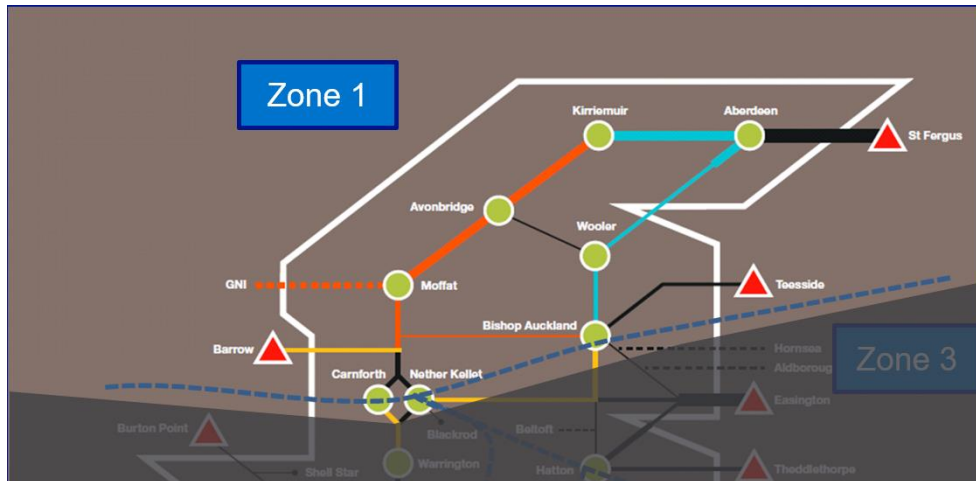 Zone 1
Kirriemuir
Aberdeen
St Fergus
Avonbridge
Wooler
GNI
Moffat
Teesside
Bishop Auckland
Barrow
Hornsea
Zone 3
Carnforth
Nether Kellet
Aldboroug
Easington
Burton Point
Blackrod
Beltoft
Shell Star
Warrington
Hatton
Theddlethorpe